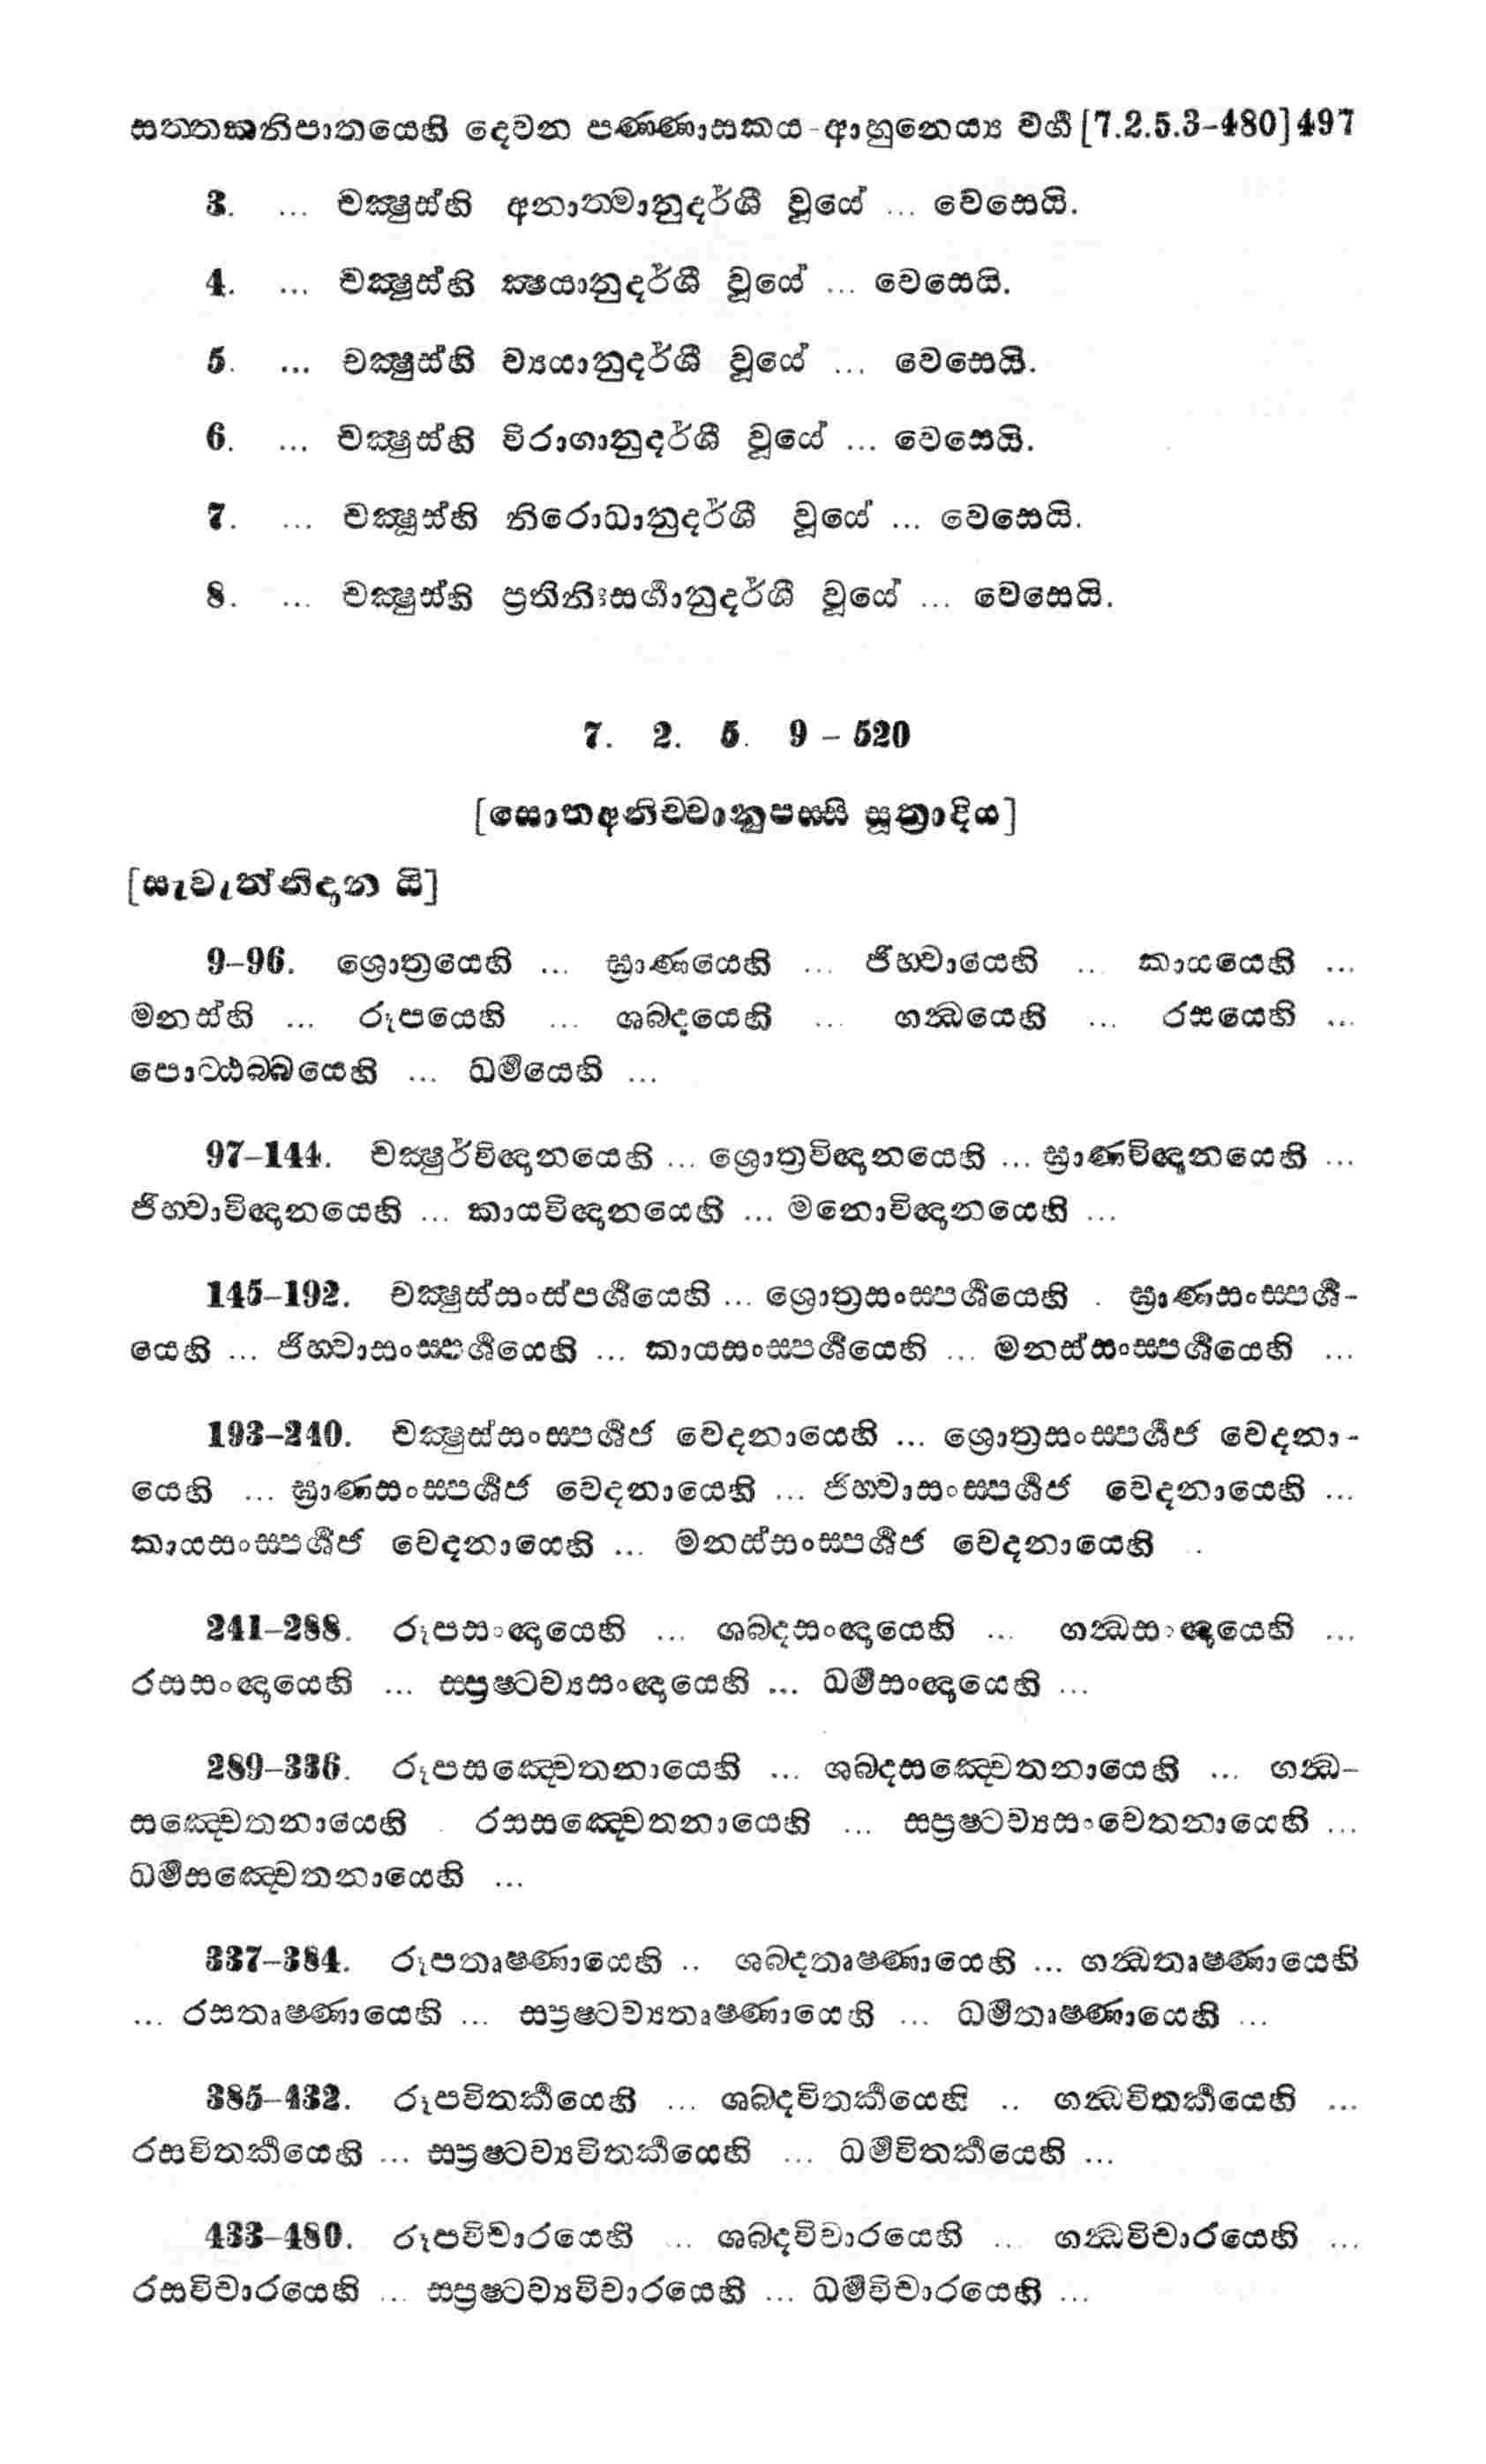 සත්තකනිපාතයෙහි දෙවන පණ්ණාසකය-ආහුනෙය්‍ය වර්‍ග [7.2.5.3-480] 497
3. ... චක්‍ෂුස්හි අනාත්මානුදර්ශී වූයේ ... වෙසෙයි.
4. ... චක්‍ෂුස්හි ක්‍ෂයානුදර්ශී වූයේ ... වෙසෙයි.
5. ... චක්‍ෂුස්හි ව්‍යයානුදර්ශී වූයේ ... වෙසෙයි.
6. ... චක්‍ෂුස්හි විරාගානුදර්ශී වූයේ ... වෙසෙයි.
7. ... චක්‍ෂුස්හි නිරොධානුදර්ශී වූයේ ... වෙසෙයි.
8. ... චක්‍ෂුස්හි ප්‍රතිනිඃසර්‍ගානුදර්ශී වූයේ ... වෙසෙයි.
7. 2. 5. 9 - 520
[සොතඅනිච්චානුපස්සි සූත්‍රාදිය]
[සැවැත්නිදාන යි]
9-96. ශ්‍රොත්‍රයෙහි ... ඝ්‍රාණයෙහි ... ජිහ්වායෙහි ... කායයෙහි ...
මනස්හි ... රූපයෙහි ... ශබ්දයෙහි ... ගන්‍ධයෙහි ... රසයෙහි ...
පොට්ඨබ්බයෙහි ... ධර්‍මයෙහි ...
97-144. චක්‍ෂුර්විඥානයෙහි ... ශ්‍රොත්‍රවිඥානයෙහි ... ඝ්‍රාණවිඥානයෙහි ...
ජිහ්වාවිඥානයෙහි ... කායවිඥානයෙහි ... මනොවිඥානයෙහි ...
145-192. චක්‍ෂුස්සංස්පර්‍ශයෙහි ... ශ්‍රොත්‍රසංස්පර්‍ශයෙහි . ඝ්‍රාණසංස්පර්‍ශ-
යෙහි ... ජිහ්වාසංස්පර්‍ශයෙහි ... කායසංස්පර්‍ශයෙහි ... මනස්සංස්පර්‍ශයෙහි ...
193-240. චක්‍ෂුස්සංස්පර්‍ශජ වෙදනායෙහි ... ශ්‍රොත්‍රසංස්පර්‍ශජ වෙදනා-
යෙහි ... ඝ්‍රාණසංස්පර්‍ශජ වෙදනායෙහි ... ජිහ්වාසංස්පර්‍ශජ වෙදනායෙහි ...
කායසංස්පර්‍ශජ වෙදනායෙහි ... මනස්සංස්පර්‍ශජ වෙදනායෙහි ..
241-288. රූපසංඥායෙහි ... ශබ්දසංඥායෙහි ... ගන්‍ධසංඥායෙහි ...
රසසංඥායෙහි ... ස්ප්‍රෂ්ටව්‍යසංඥායෙහි ... ධර්‍මසංඥායෙහි ...
289-336. රූපසඤ්චෙතනායෙහි ... ශබ්දසඤ්චෙතනායෙහි ... ගන්‍ධ-
සඤ්චෙතනායෙහි . රසසඤ්චෙතනායෙහි ... ස්ප්‍රෂ්ටව්‍යසංචෙතනායෙහි ...
ධර්‍මසඤ්චෙතනායෙහි ...
337-384. රූපතෘෂ්ණායෙහි .. ශබ්දතෘෂ්ණායෙහි ... ගන්‍ධතෘෂ්ණායෙහි
... රසතෘෂ්ණායෙහි ... ස්ප්‍රෂ්ටව්‍යතෘෂ්ණායෙහි ... ධර්‍මතෘෂ්ණායෙහි ...
385-432. රූපවිතර්‍කයෙහි ... ශබ්දවිතර්‍කයෙහි .. ගන්‍ධවිතර්‍කයෙහි ...
රසවිතර්‍කයෙහි ... ස්ප්‍රෂ්ටව්‍යවිතර්‍කයෙහි ... ධර්‍මවිතර්‍කයෙහි ...
433-480. රූපවිචාරයෙහි ... ශබ්දවිචාරයෙහි ... ගන්‍ධවිචාරයෙහි ...
රසවිචාරයෙහි ... ස්ප්‍රෂ්ටව්‍යවිචාරයෙහි ... ධර්‍මවිචාරයෙහි ...